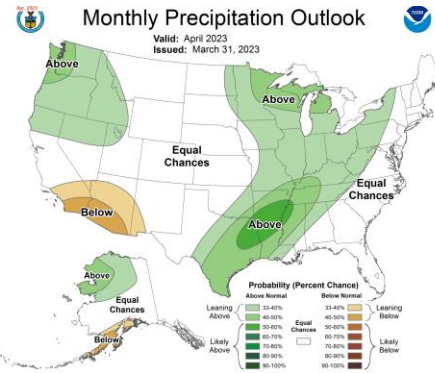 Apr, 2023
Monthly Precipitation Outlook
Valid: April 2023
Issued: March 31, 2023
Above
Above
Equal
Chances
Equal
Chances
Below
Above
Above
Equal
Chances
Below
Probability (Percent Chance)
Above Normal
Below Normal
Leaning
Above
Likely
Above
33-40%
40-50%
50-60%
60-70%
70-80%
80-90%
90-100%
Equal
Chances
33-40%
40-50%
50-60%
60-70%
70-80%
80-90%
90-100%
Leaning
Below
Likely
Below